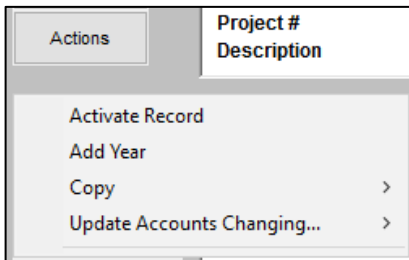 Actions
Project #
Description
Activate Record
Add Year
Copy
Update Accounts Changing...